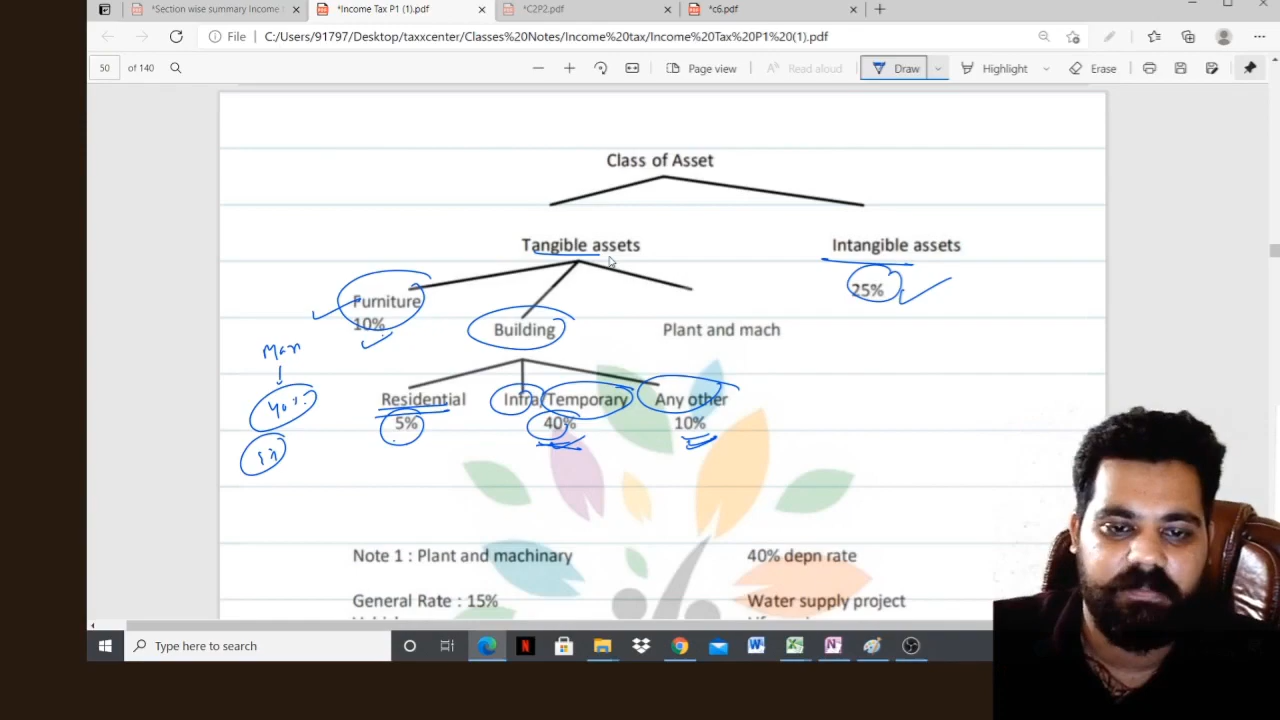 *Section wise summary Income
*Income Tax P1 (1).pdf
*C2P2.pdf
*c6.pdf
File
C:/Users/91797/Desktop/taxxcenter/Classes%20Notes/Income%20tax/Income%20Tax%20P1%20(1).pdf
50 of 140
Page view
Read aloud
Draw
Highlight
Erase
Class of Asset
Tangible assets
Intangible assets
25%
Furniture
10%
Building
Plant and mach
Max
40%
Residential
5%
Infra/Temporary
40%
Any other
10%
Note 1 : Plant and machinary
40% depn rate
General Rate : 15%
Water supply project
Type here to search